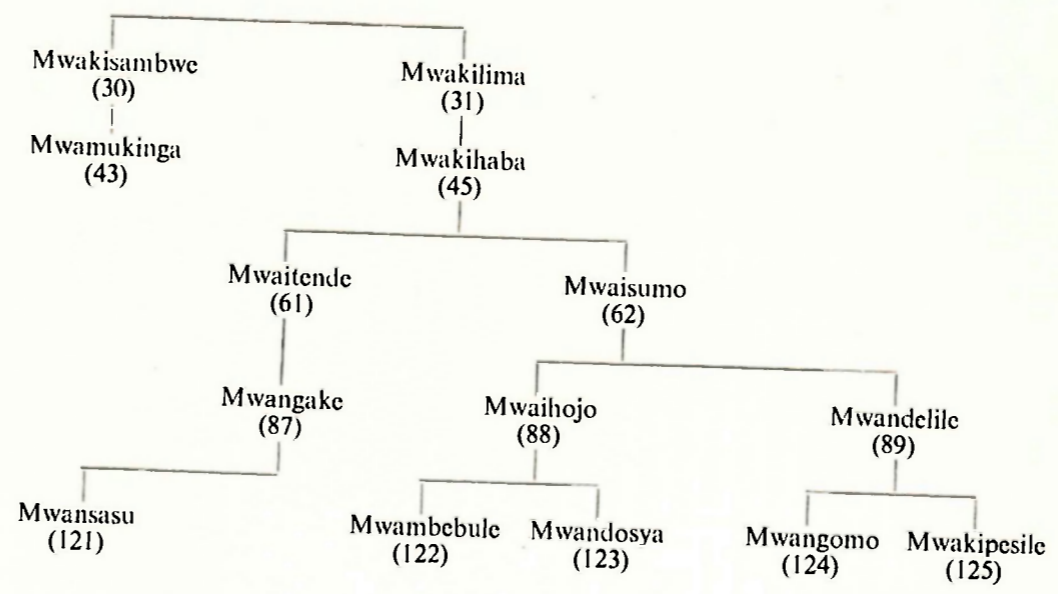 Mwakisambwe
(30)
Mwakilima
(31)
Mwamukinga
(43)
Mwakihaba
(45)
Mwaitende
(61)
Mwaisumo
(62)
Mwangake
(87)
Mwaihojo
(88)
Mwandelile
(89)
Mwansasu
(121)
Mwambebule
(122)
Mwandosya
(123)
Mwangomo
(124)
Mwakipesile
(125)